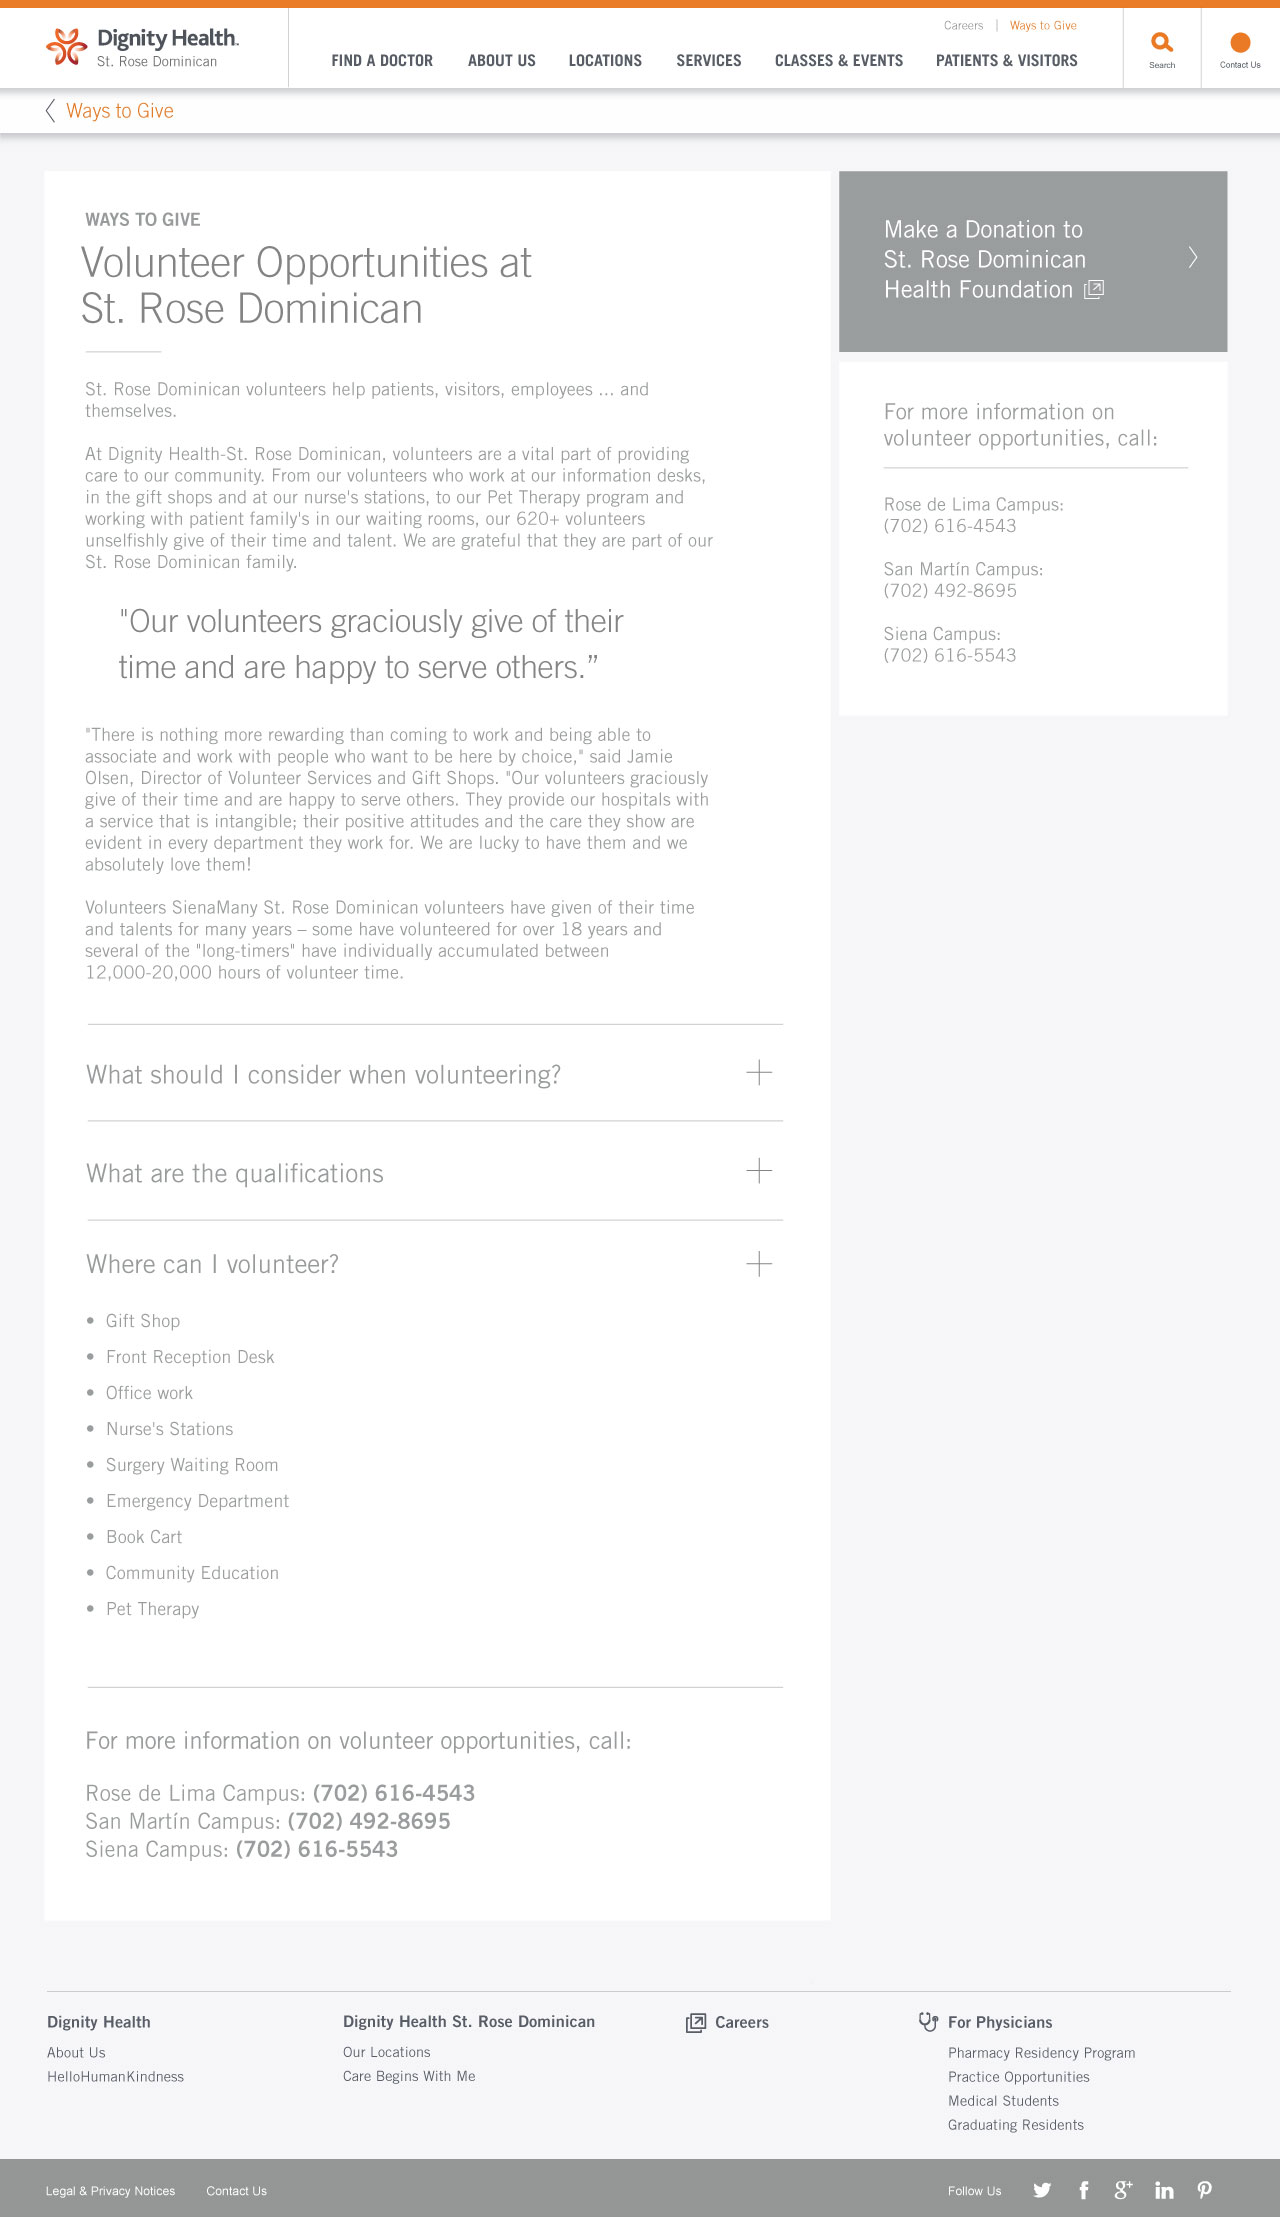 Dignity Health.
St. Rose Dominican
Careers | Ways to Give
FIND A DOCTOR ABOUT US LOCATIONS SERVICES CLASSES & EVENTS PATIENTS & VISITORS
Search
Contact Us
Ways to Give
WAYS TO GIVE
Volunteer Opportunities at
St. Rose Dominican
St. Rose Dominican volunteers help patients, visitors, employees ... and
themselves.
At Dignity Health-St. Rose Dominican, volunteers are a vital part of providing
care to our community. From our volunteers who work at our information desks,
in the gift shops and at our nurse's stations, to our Pet Therapy program and
working with patient family's in our waiting rooms, our 620+ volunteers
unselfishly give of their time and talent. We are grateful that they are part of our
St. Rose Dominican family.
"Our volunteers graciously give of their
time and are happy to serve others.”
"There is nothing more rewarding than coming to work and being able to
associate and work with people who want to be here by choice," said Jamie
Olsen, Director of Volunteer Services and Gift Shops. "Our volunteers graciously
give of their time and are happy to serve others. They provide our hospitals with
a service that is intangible; their positive attitudes and the care they show are
evident in every department they work for. We are lucky to have them and we
absolutely love them!
Volunteers SienaMany St. Rose Dominican volunteers have given of their time
and talents for many years – some have volunteered for over 18 years and
several of the "long-timers" have individually accumulated between
12,000-20,000 hours of volunteer time.
What should I consider when volunteering?
What are the qualifications
Where can I volunteer?
• Gift Shop
• Front Reception Desk
• Office work
• Nurse's Stations
• Surgery Waiting Room
• Emergency Department
• Book Cart
• Community Education
• Pet Therapy
For more information on volunteer opportunities, call:
Rose de Lima Campus: (702) 616-4543
San Martín Campus: (702) 492-8695
Siena Campus: (702) 616-5543
Make a Donation to
St. Rose Dominican
Health Foundation
For more information on
volunteer opportunities, call:
Rose de Lima Campus:
(702) 616-4543
San Martín Campus:
(702) 492-8695
Siena Campus:
(702) 616-5543
Dignity Health
About Us
HelloHumanKindness
Dignity Health St. Rose Dominican
Our Locations
Care Begins With Me
Careers
For Physicians
Pharmacy Residency Program
Practice Opportunities
Medical Students
Graduating Residents
Legal & Privacy Notices Contact Us
Follow Us